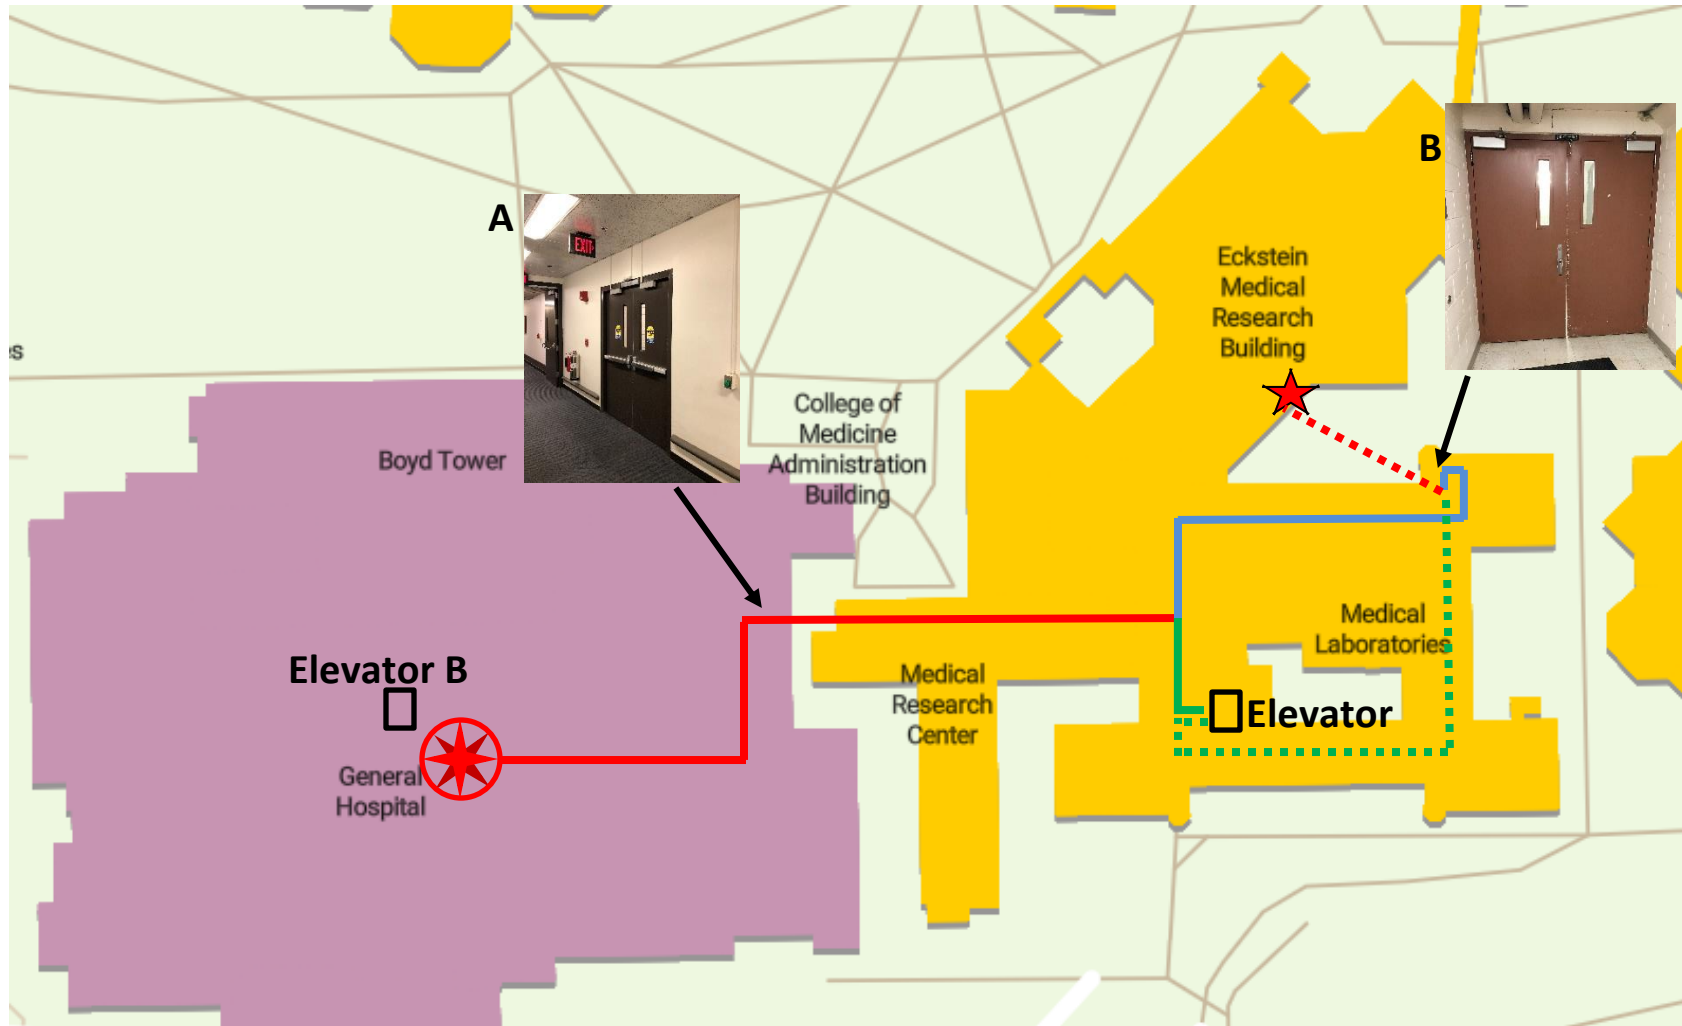 B
A
EXIT
Eckstein
Medical
Research
Building
es
College of
Medicine
Administration
Building
Boyd Tower
Medical
Laboratories
Elevator B
Medical
Research
Center
Elevator
General
Hospital